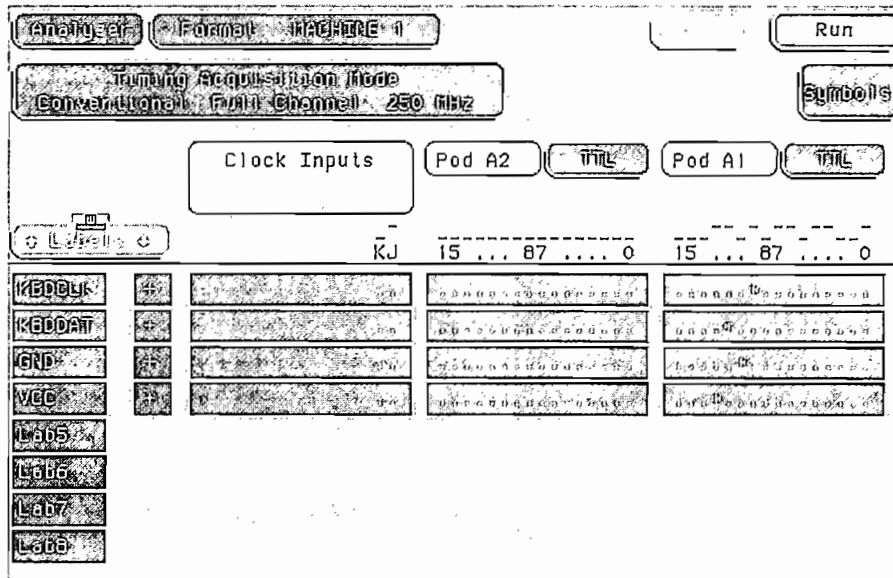 Analyser Format MACHINE 1 Run
Timing Acquisition Mode
Conventional Full Channel 250 MHz
Symbols
Clock Inputs Pod A2 TTL Pod A1 TTL
Labels
KJ 15 ... 87 .... 0 15 ... 87 .... 0
KBDCLK +
KBDDAT +
GND +
VCC +
Lab5
Lab6
Lab7
Lab8